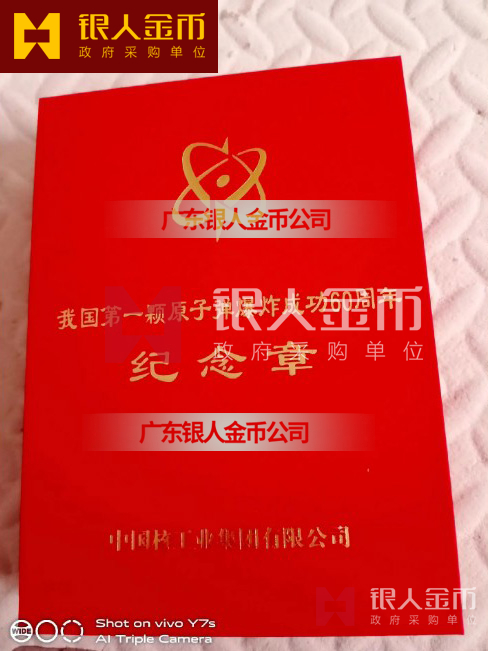 银人金币
政府采购单位
广东银人金币公司
我国第一颗原子弹爆炸成功60周年
银人金币
政府采购单位
纪念章
广东银人金币公司
中国核工业集团有限公司
银人金币
政府采购单位
WIDE
Shot on vivo Y7s
AI Triple Camera